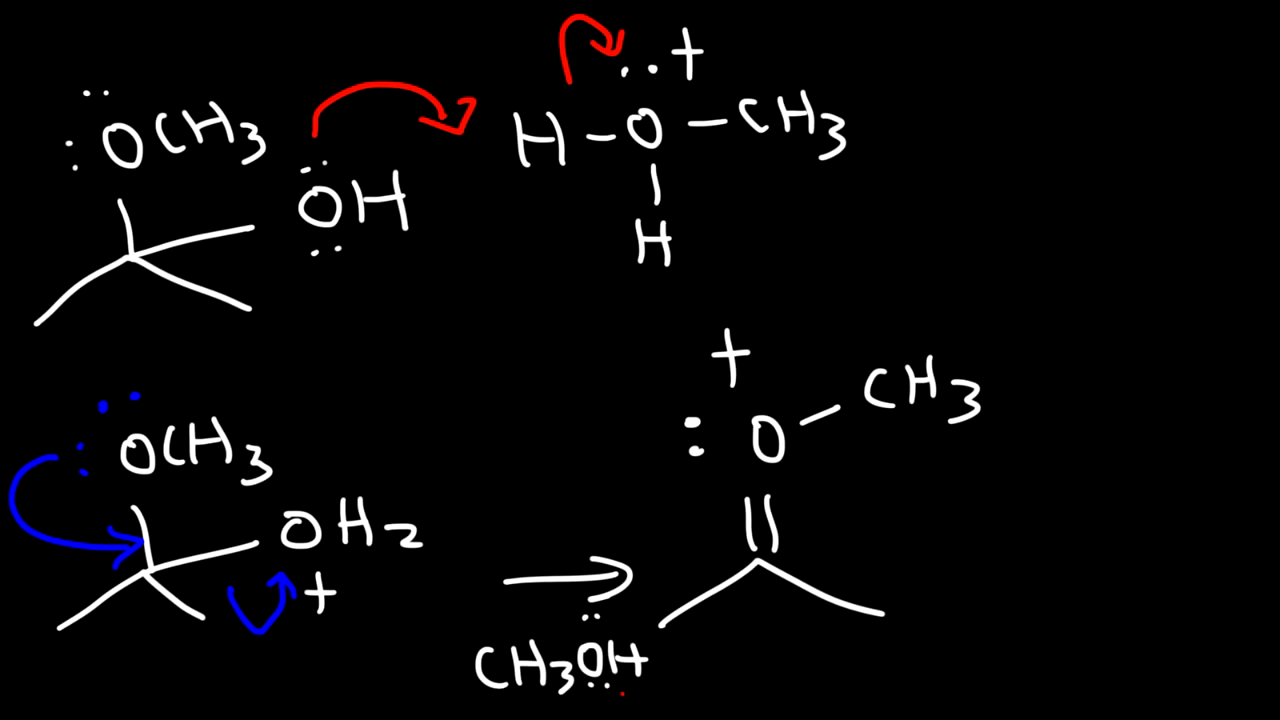 OCH3
OH
H-O-CH3
+
H
+
O-CH3
OCH3
OH2
+
CH3OH